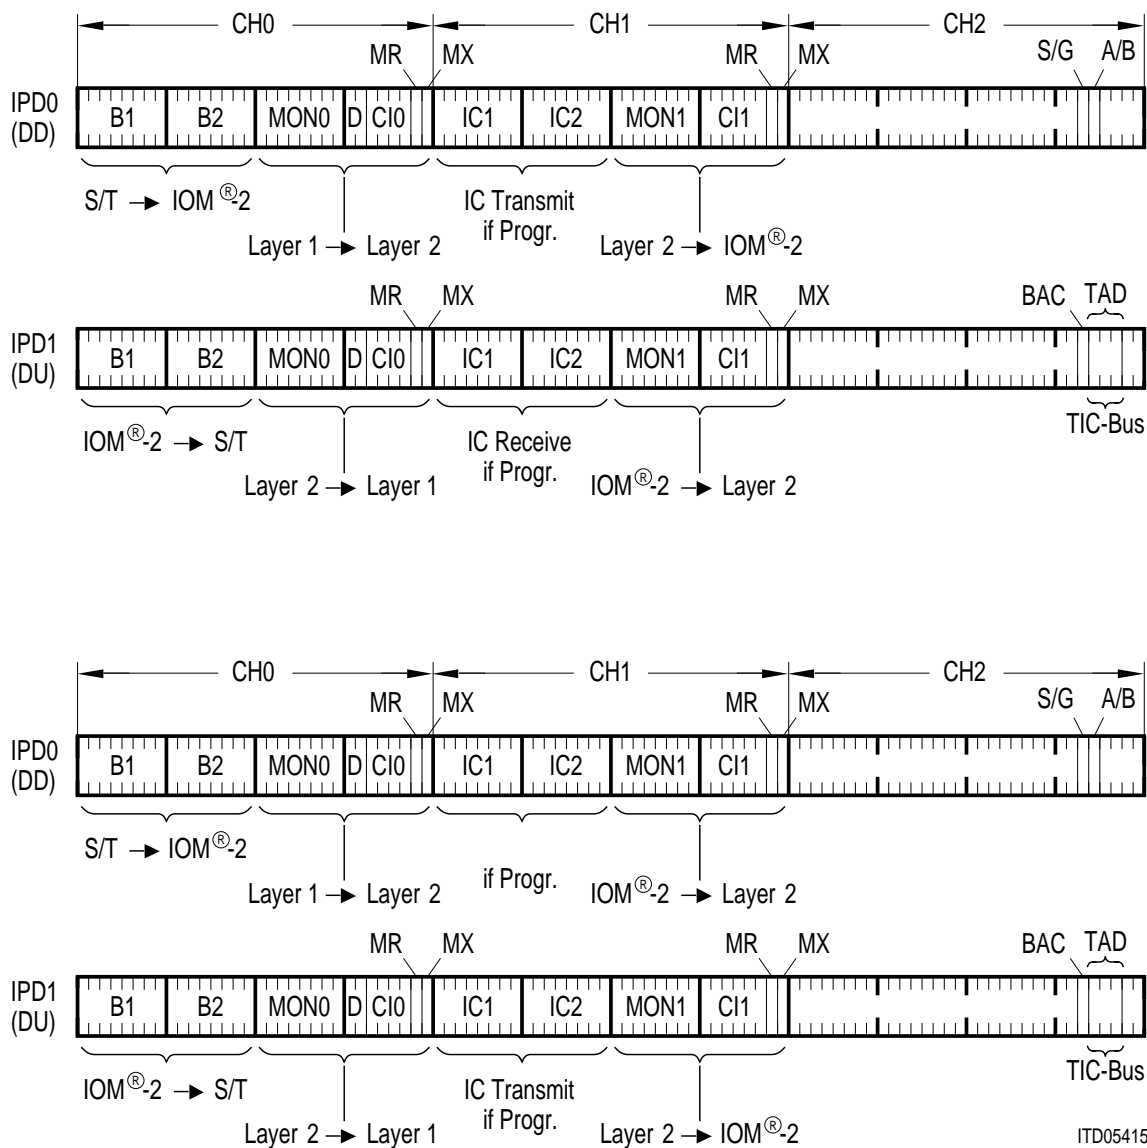 CH0 CH1 CH2
MR MX MR MX S/G A/B
IPD0
(DD)
B1 B2 MON0 D CI0 IC1 IC2 MON1 CI1
S/T → IOM®-2
IC Transmit
if Progr.
Layer 1 → Layer 2
Layer 2 → IOM®-2
MR MX MR MX BAC TAD
IPD1
(DU)
B1 B2 MON0 D CI0 IC1 IC2 MON1 CI1
TIC-Bus
IOM®-2 → S/T
IC Receive
if Progr.
Layer 2 → Layer 1
IOM®-2 → Layer 2
CH0 CH1 CH2
MR MX MR MX S/G A/B
IPD0
(DD)
B1 B2 MON0 D CI0 IC1 IC2 MON1 CI1
S/T → IOM®-2
if Progr.
Layer 1 → Layer 2
IOM®-2 → Layer 2
MR MX MR MX BAC TAD
IPD1
(DU)
B1 B2 MON0 D CI0 IC1 IC2 MON1 CI1
TIC-Bus
IOM®-2 → S/T
IC Transmit
if Progr.
Layer 2 → Layer 1
Layer 2 → IOM®-2
ITD05415